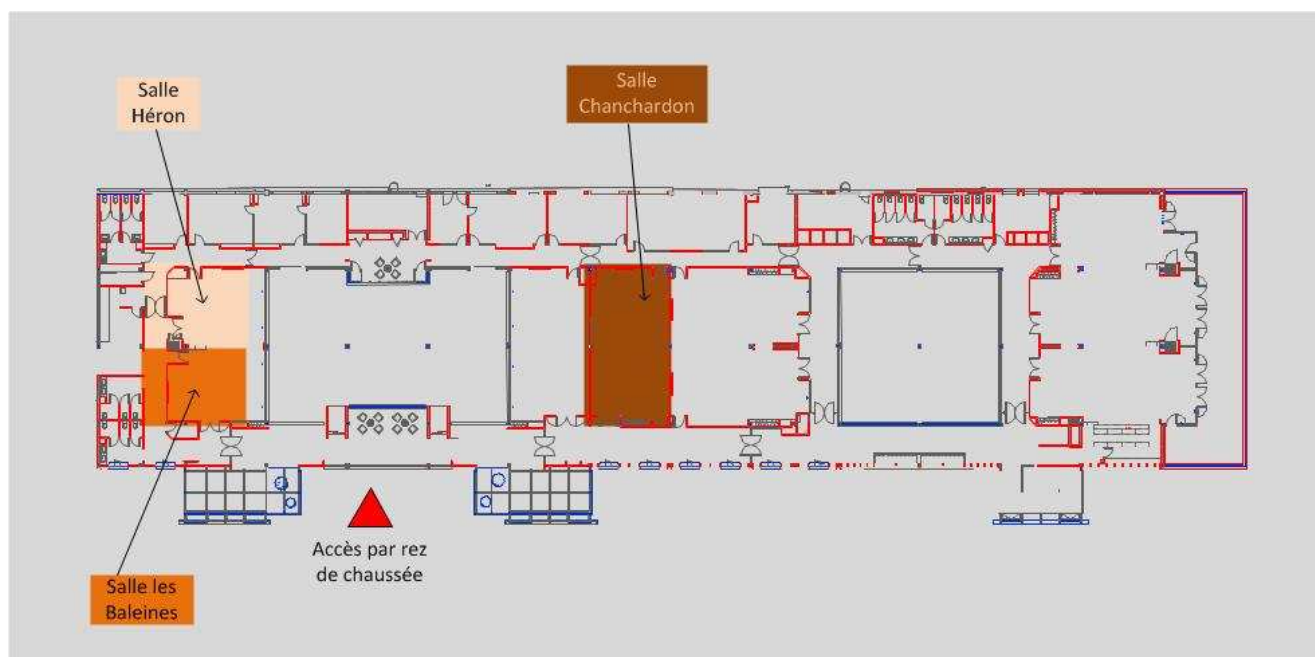 Salle
Héron
Salle
Chanchardon
Accès par rez
de chaussée
Salle les
Baleines